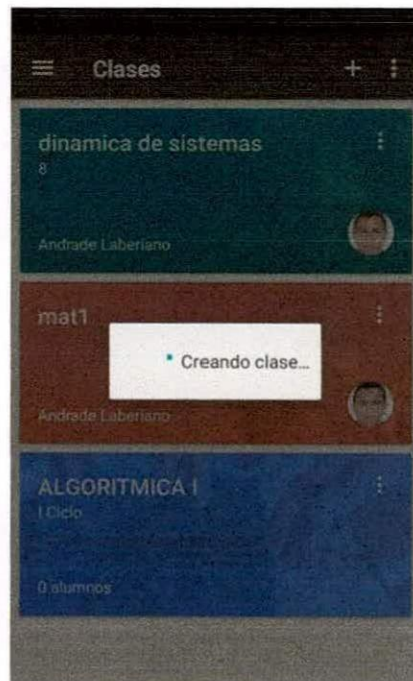 Clases
dinamica de sistemas
8
Andrade Laberiano
mat1
Creando clase...
Andrade Laberiano
ALGORITMICA I
I Ciclo
0 alumnos